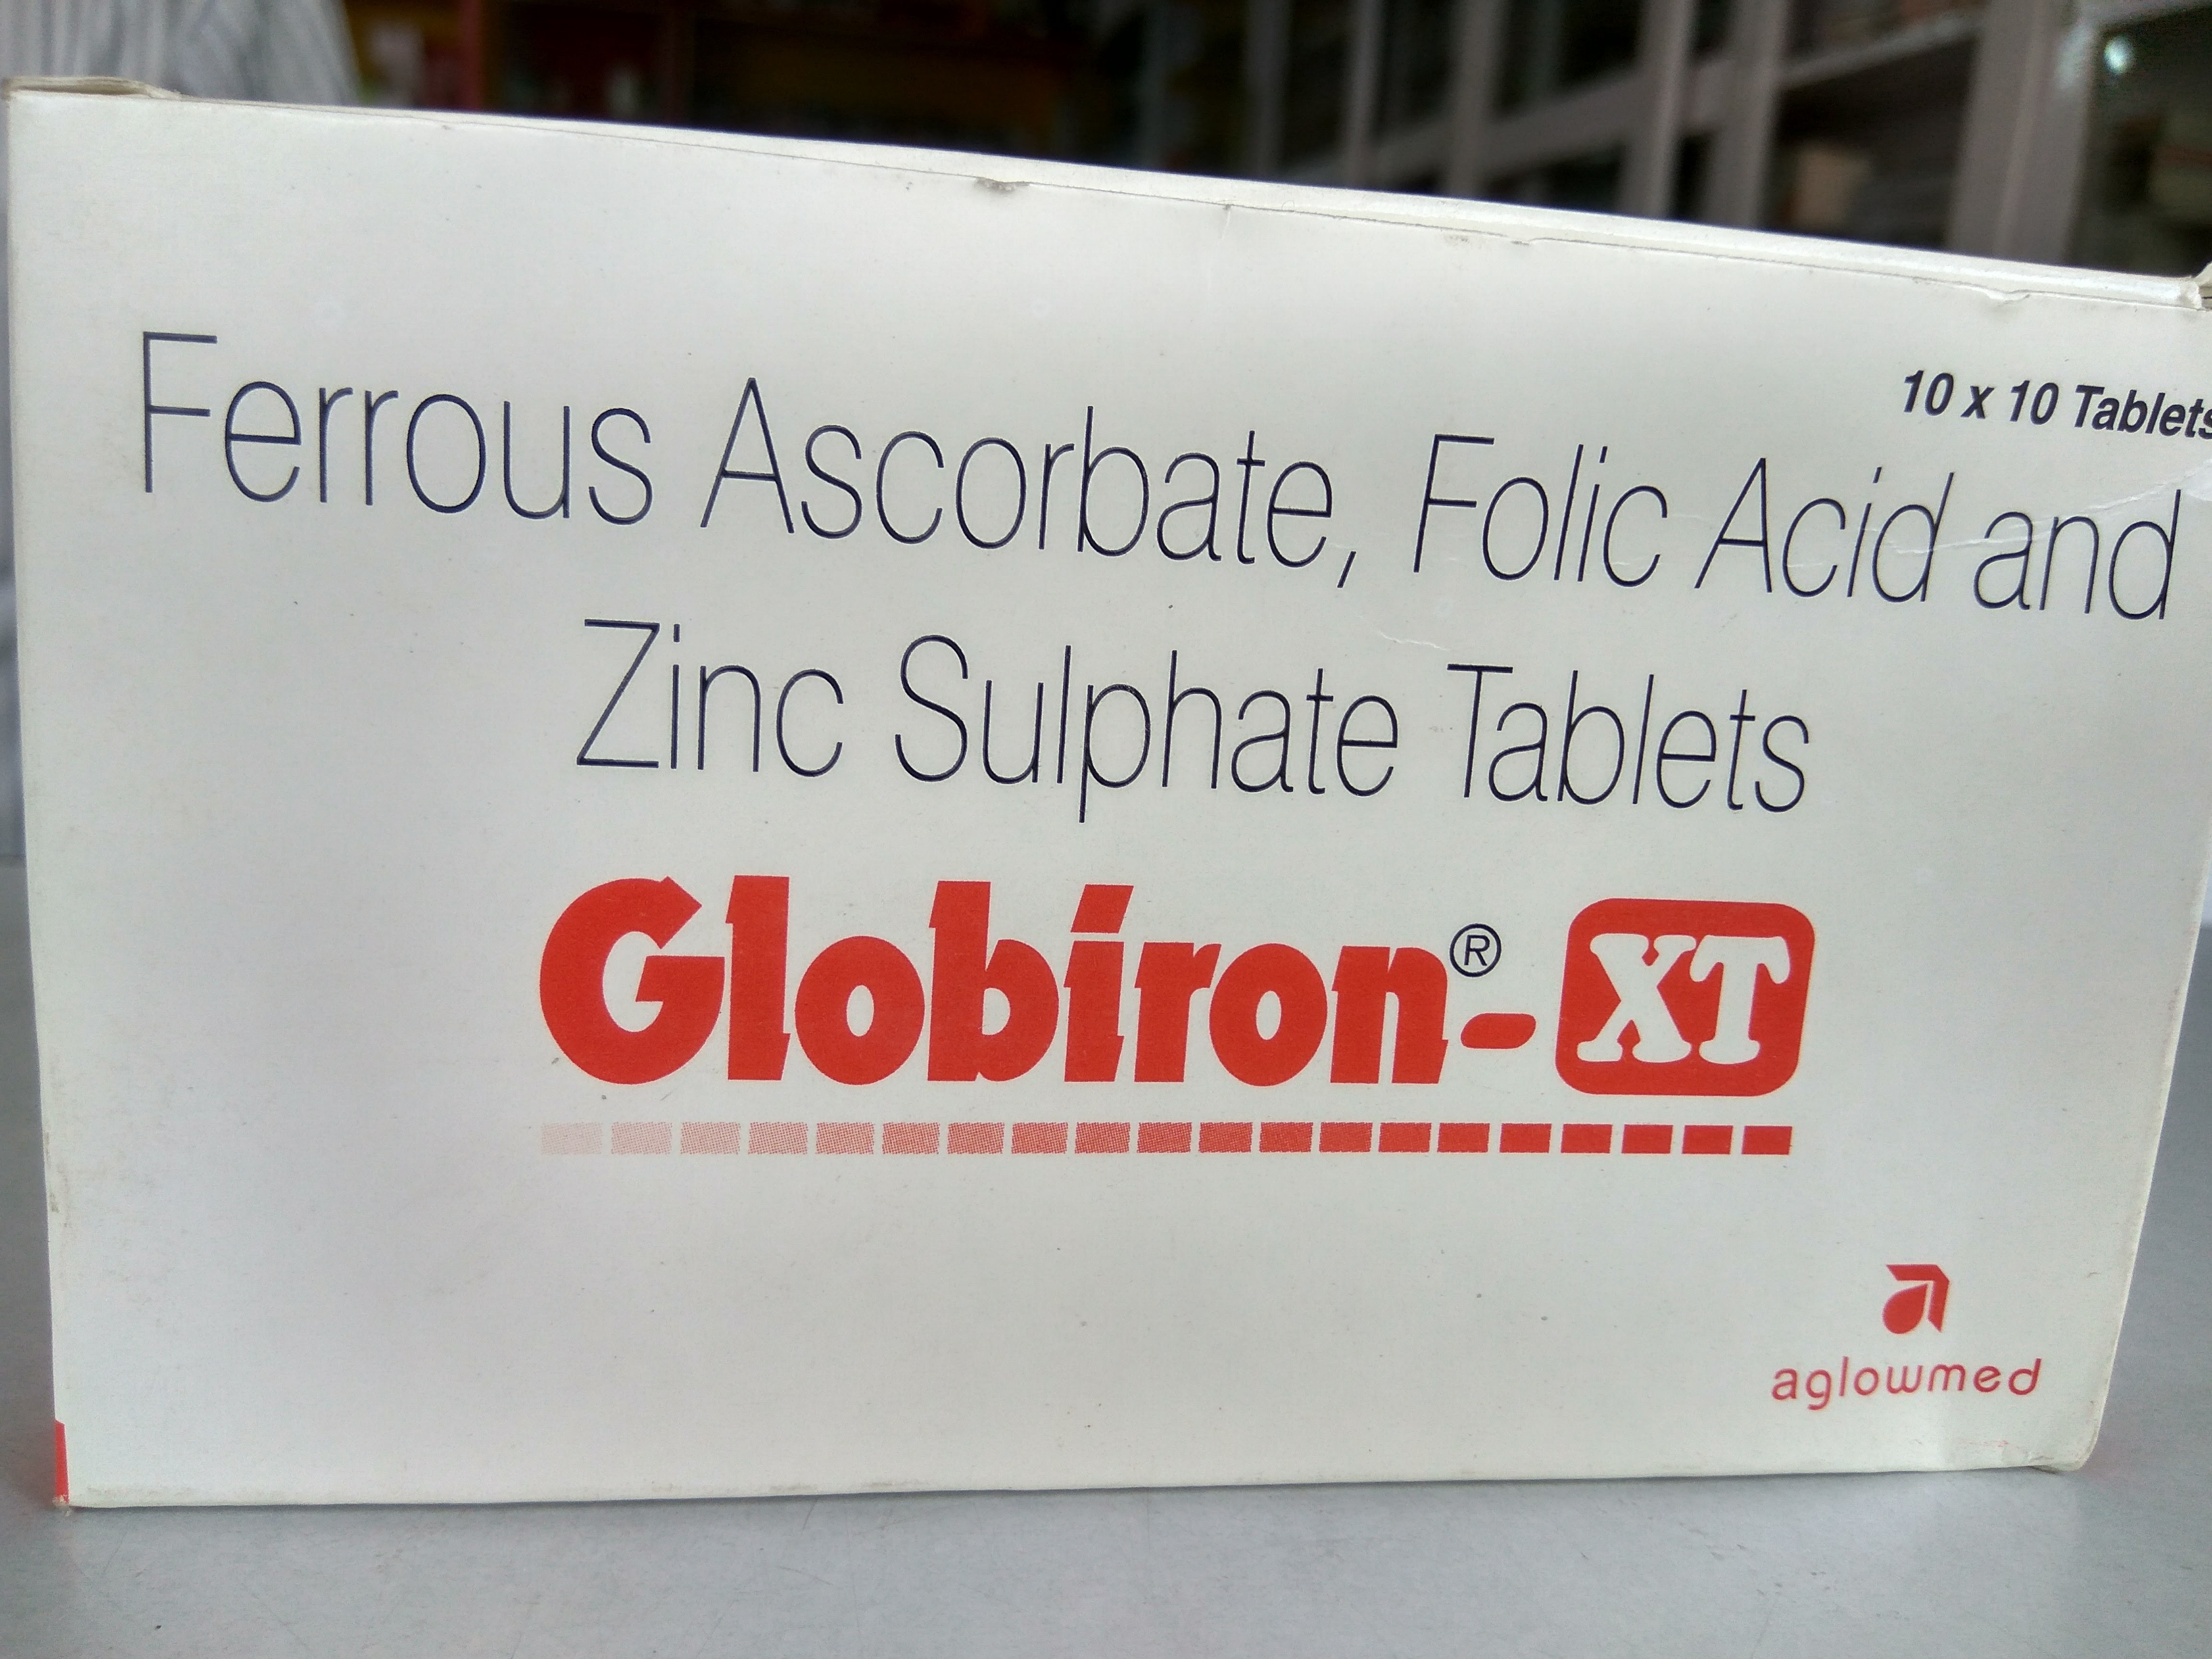 10 x 10 Tablets
Ferrous Ascorbate, Folic Acid and
Zinc Sulphate Tablets
Globiron®-XT
aglowmed